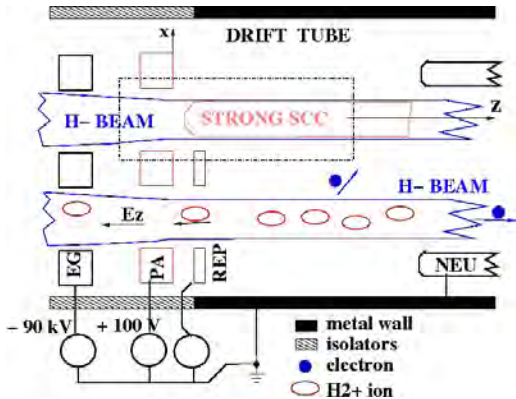 x
DRIFT TUBE
H- BEAM
STRONG SCC
z
H- BEAM
Ez
EG
PA
REP
NEU
- 90 kV
+ 100 V
metal wall
isolators
electron
H2+ ion